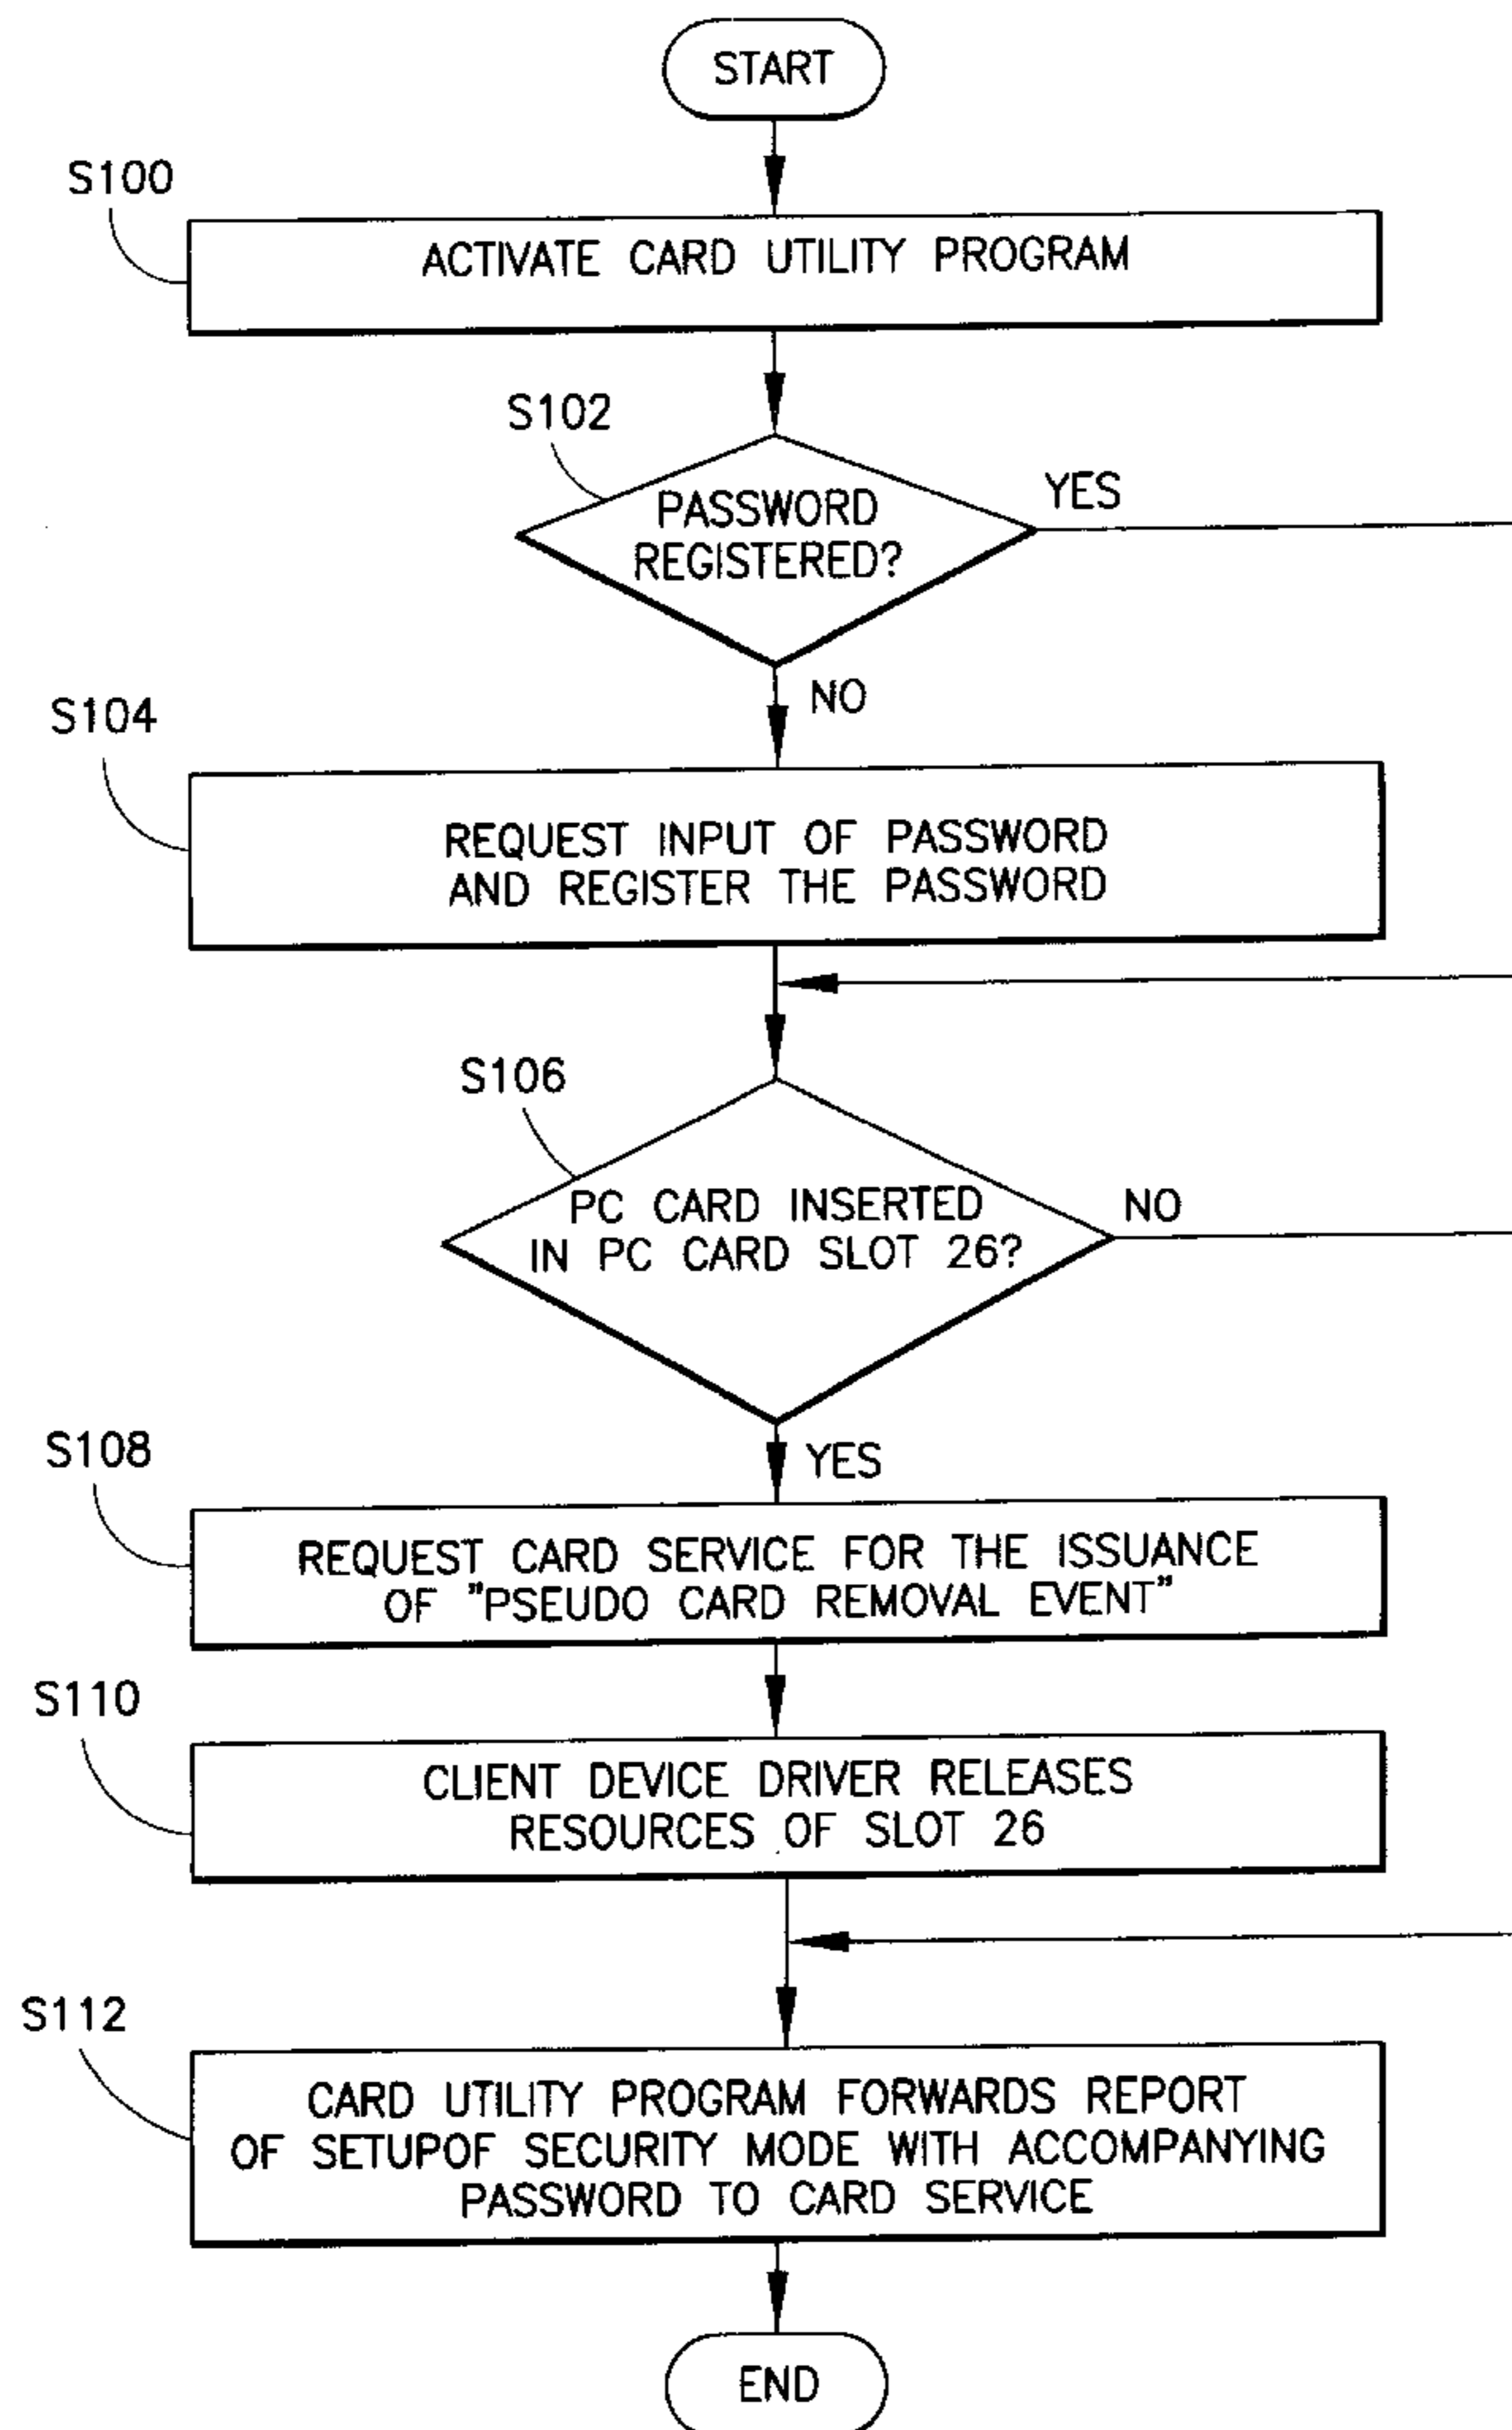 START
S100
ACTIVATE CARD UTILITY PROGRAM
S102
PASSWORD
REGISTERED?
YES
NO
S104
REQUEST INPUT OF PASSWORD
AND REGISTER THE PASSWORD
S106
PC CARD INSERTED
IN PC CARD SLOT 26?
NO
YES
S108
REQUEST CARD SERVICE FOR THE ISSUANCE
OF "PSEUDO CARD REMOVAL EVENT"
S110
CLIENT DEVICE DRIVER RELEASES
RESOURCES OF SLOT 26
S112
CARD UTILITY PROGRAM FORWARDS REPORT
OF SETUPOF SECURITY MODE WITH ACCOMPANYING
PASSWORD TO CARD SERVICE
END